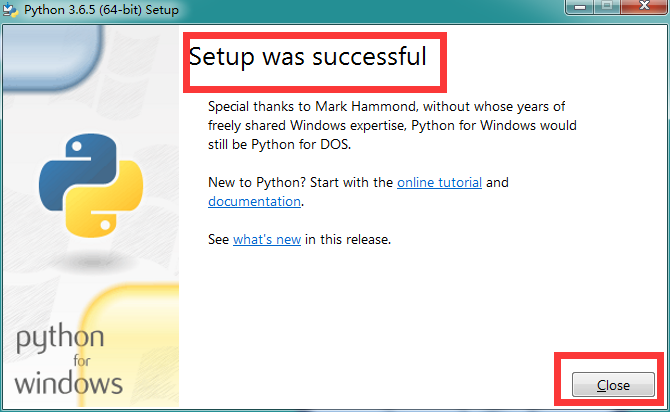 Python 3.6.5 (64-bit) Setup
Setup was successful
Special thanks to Mark Hammond, without whose years of
freely shared Windows expertise, Python for Windows would
still be Python for DOS.
New to Python? Start with the online tutorial and
documentation.
See what's new in this release.
python
for
windows
Close